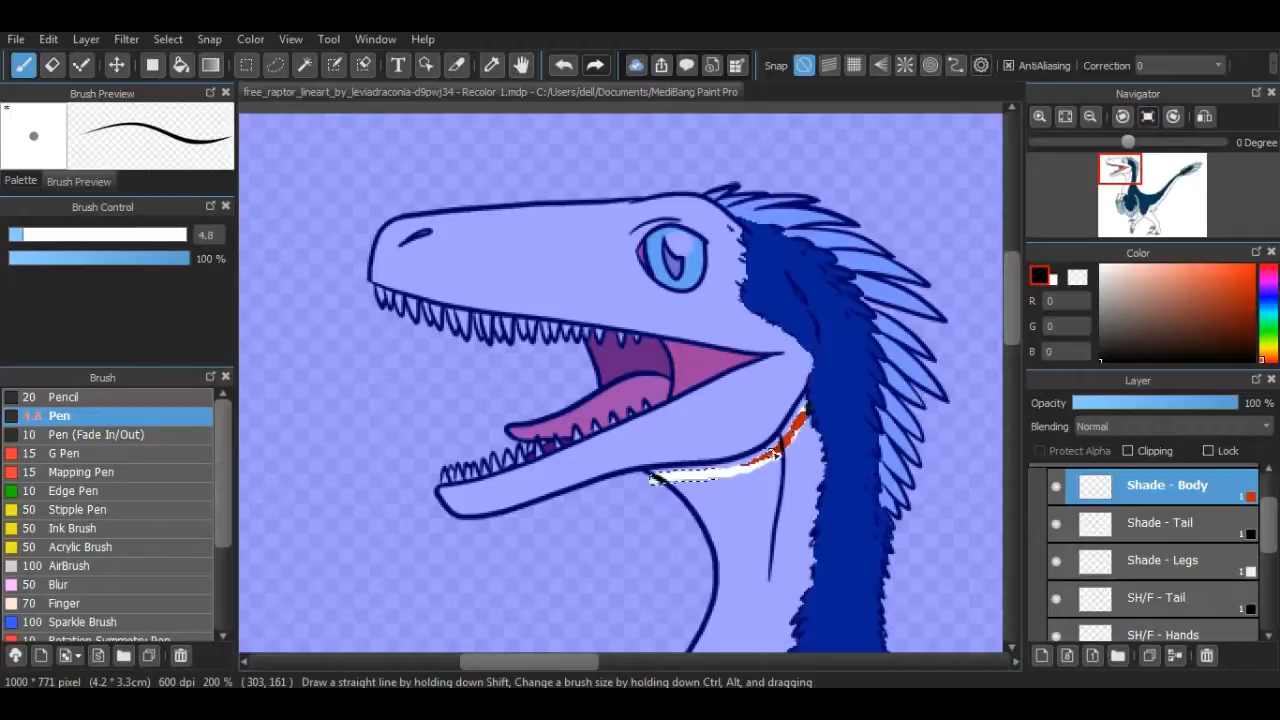 File Edit Layer Filter Select Snap Color View Tool Window Help
T Snap AntiAliasing Correction 0
Brush Preview
free_raptor_lineart_by_leviadraconia-d9pwj34 - Recolor 1.mdp - C:/Users/dell/Documents/MediBang Paint Pro
Navigator
*
0 Degree
Palette Brush Preview
Brush Control
4.8
100 %
Color
R 0
G 0
B 0
Brush
20 Pencil
4.8 Pen
10 Pen (Fade In/Out)
15 G Pen
15 Mapping Pen
10 Edge Pen
50 Stipple Pen
50 Ink Brush
50 Acrylic Brush
100 AirBrush
50 Blur
70 Finger
100 Sparkle Brush
10 Rotation Symmetry Pen
Layer
Opacity 100 %
Blending Normal
Protect Alpha Clipping Lock
Shade - Body
1
Shade - Tail
1
Shade - Legs
1
SH/F - Tail
1
SH/F - Hands
1000 * 771 pixel (4.2 * 3.3cm) 600 dpi 200 % ( 303, 161 ) Draw a straight line by holding down Shift, Change a brush size by holding down Ctrl, Alt, and dragging